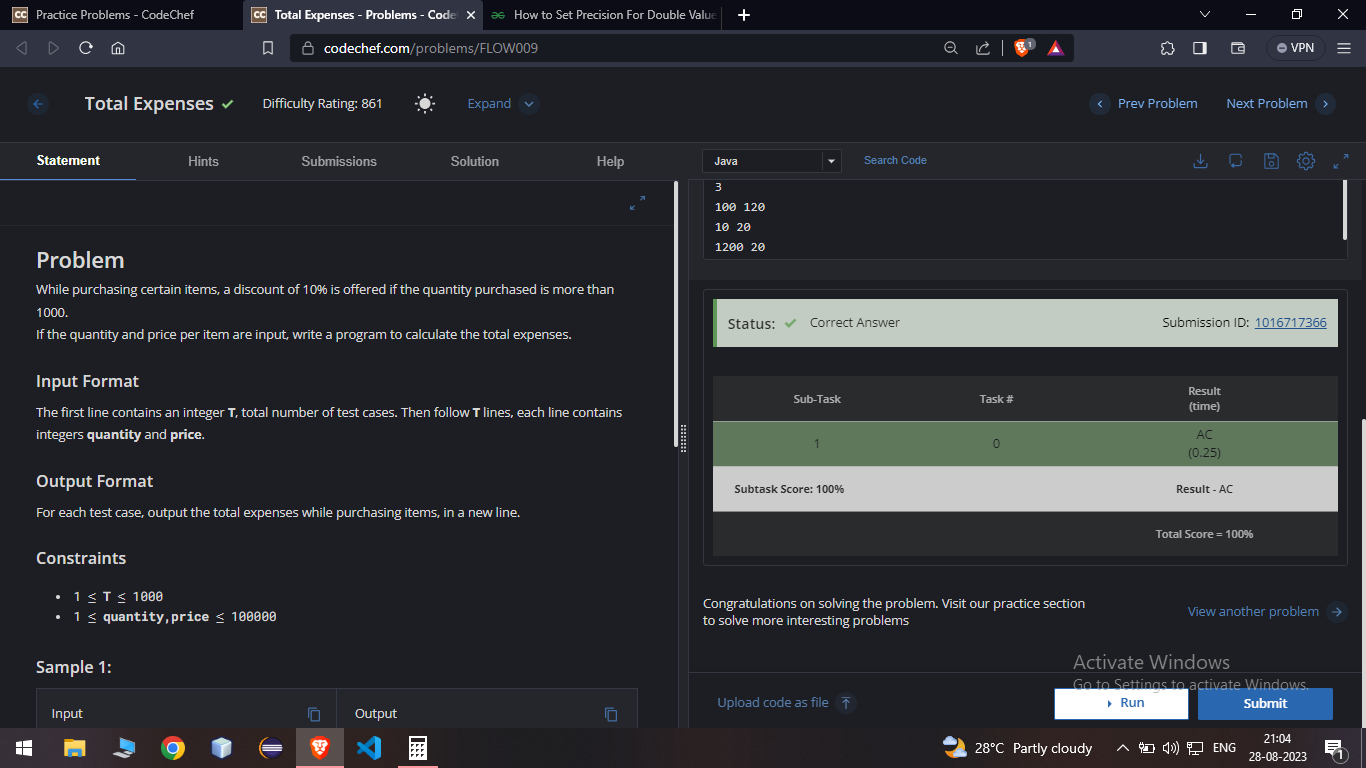 Practice Problems - CodeChef
Total Expenses - Problems - Code
How to Set Precision For Double Value
codechef.com/problems/FLOW009
1
VPN
Total Expenses
Difficulty Rating: 861
Expand
Prev Problem
Next Problem
Statement
Hints
Submissions
Solution
Help
Java
Search Code
Problem
While purchasing certain items, a discount of 10% is offered if the quantity purchased is more than
1000.
If the quantity and price per item are input, write a program to calculate the total expenses.
Input Format
The first line contains an integer T, total number of test cases. Then follow T lines, each line contains
integers quantity and price.
Output Format
For each test case, output the total expenses while purchasing items, in a new line.
Constraints
• 1 ≤ T ≤ 1000
• 1 ≤ quantity,price ≤ 100000
Sample 1:
Input
Output
3
100 120
10 20
1200 20
Status:
Correct Answer
Submission ID: 1016717366
Sub-Task
Task #
Result
(time)
1
0
AC
(0.25)
Subtask Score: 100%
Result - AC
Total Score = 100%
Congratulations on solving the problem. Visit our practice section
to solve more interesting problems
View another problem
Activate Windows
Go to Settings to activate Windows.
Upload code as file
Run
Submit
28°C Partly cloudy
ENG
21:04
28-08-2023
1